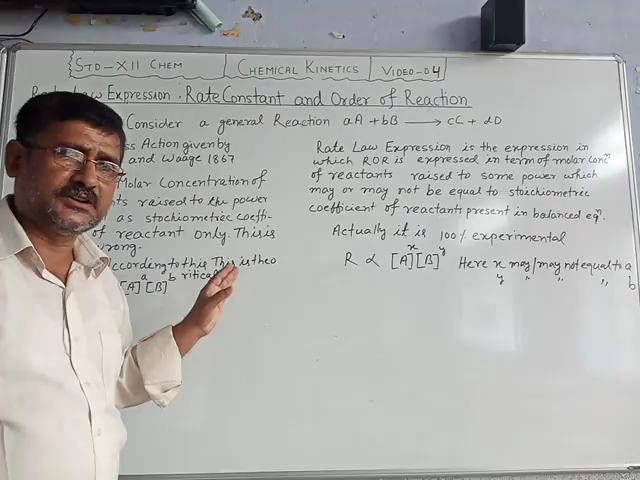 STD-XII CHEM
CHEMICAL KINETICS
VIDEO-04
Rate Law Expression: Rate Constant and Order of Reaction
Consider a general Reaction aA + bB ⟶ cC + dD
Action given by
and Waage 1867
Molar Concentration of
raised to the power
as stochiometric coeffi-
of reactant only. This is
wrong.
According to this This is theo
ritical
[A]^a [B]^b
Rate Law Expression is the expression in
which ROR is expressed in term of molar concⁿ
of reactants raised to some power which
may or may not be equal to stoichiometric
coefficient of reactants present in balanced eqⁿ.
Actually it is 100% experimental
R ∝ [A]^x [B]^y Here x may/may not equal to a
y " " " b